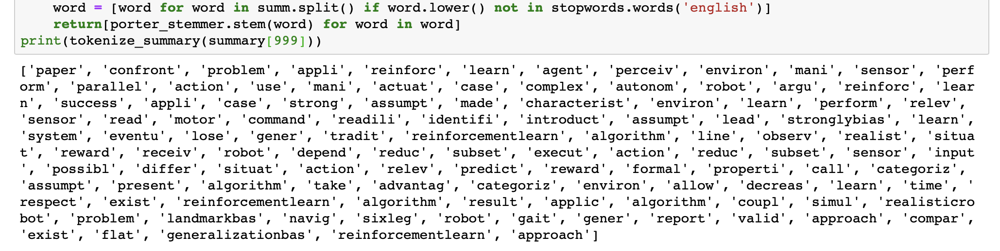 word = [word for word in summ.split() if word.lower() not in stopwords.words('english')]
    return[porter_stemmer.stem(word) for word in word]
print(tokenize_summary(summary[999]))
['paper', 'confront', 'problem', 'appli', 'reinforc', 'learn', 'agent', 'perceiv', 'environ', 'mani', 'sensor', 'perf
orm', 'parallel', 'action', 'use', 'mani', 'actuat', 'case', 'complex', 'autonom', 'robot', 'argu', 'reinforc', 'lear
n', 'success', 'appli', 'case', 'strong', 'assumpt', 'made', 'characterist', 'environ', 'learn', 'perform', 'relev',
'sensor', 'read', 'motor', 'command', 'readili', 'identifi', 'introduct', 'assumpt', 'lead', 'stronglybias', 'learn',
'system', 'eventu', 'lose', 'gener', 'tradit', 'reinforcementlearn', 'algorithm', 'line', 'observ', 'realist', 'situa
t', 'reward', 'receiv', 'robot', 'depend', 'reduc', 'subset', 'execut', 'action', 'reduc', 'subset', 'sensor', 'input
', 'possibl', 'differ', 'situat', 'action', 'relev', 'predict', 'reward', 'formal', 'properti', 'call', 'categoriz',
'assumpt', 'present', 'algorithm', 'take', 'advantag', 'categoriz', 'environ', 'allow', 'decreas', 'learn', 'time', '
respect', 'exist', 'reinforcementlearn', 'algorithm', 'result', 'applic', 'algorithm', 'coupl', 'simul', 'realisticro
bot', 'problem', 'landmarkbas', 'navig', 'sixleg', 'robot', 'gait', 'gener', 'report', 'valid', 'approach', 'compar',
'exist', 'flat', 'generalizationbas', 'reinforcementlearn', 'approach']